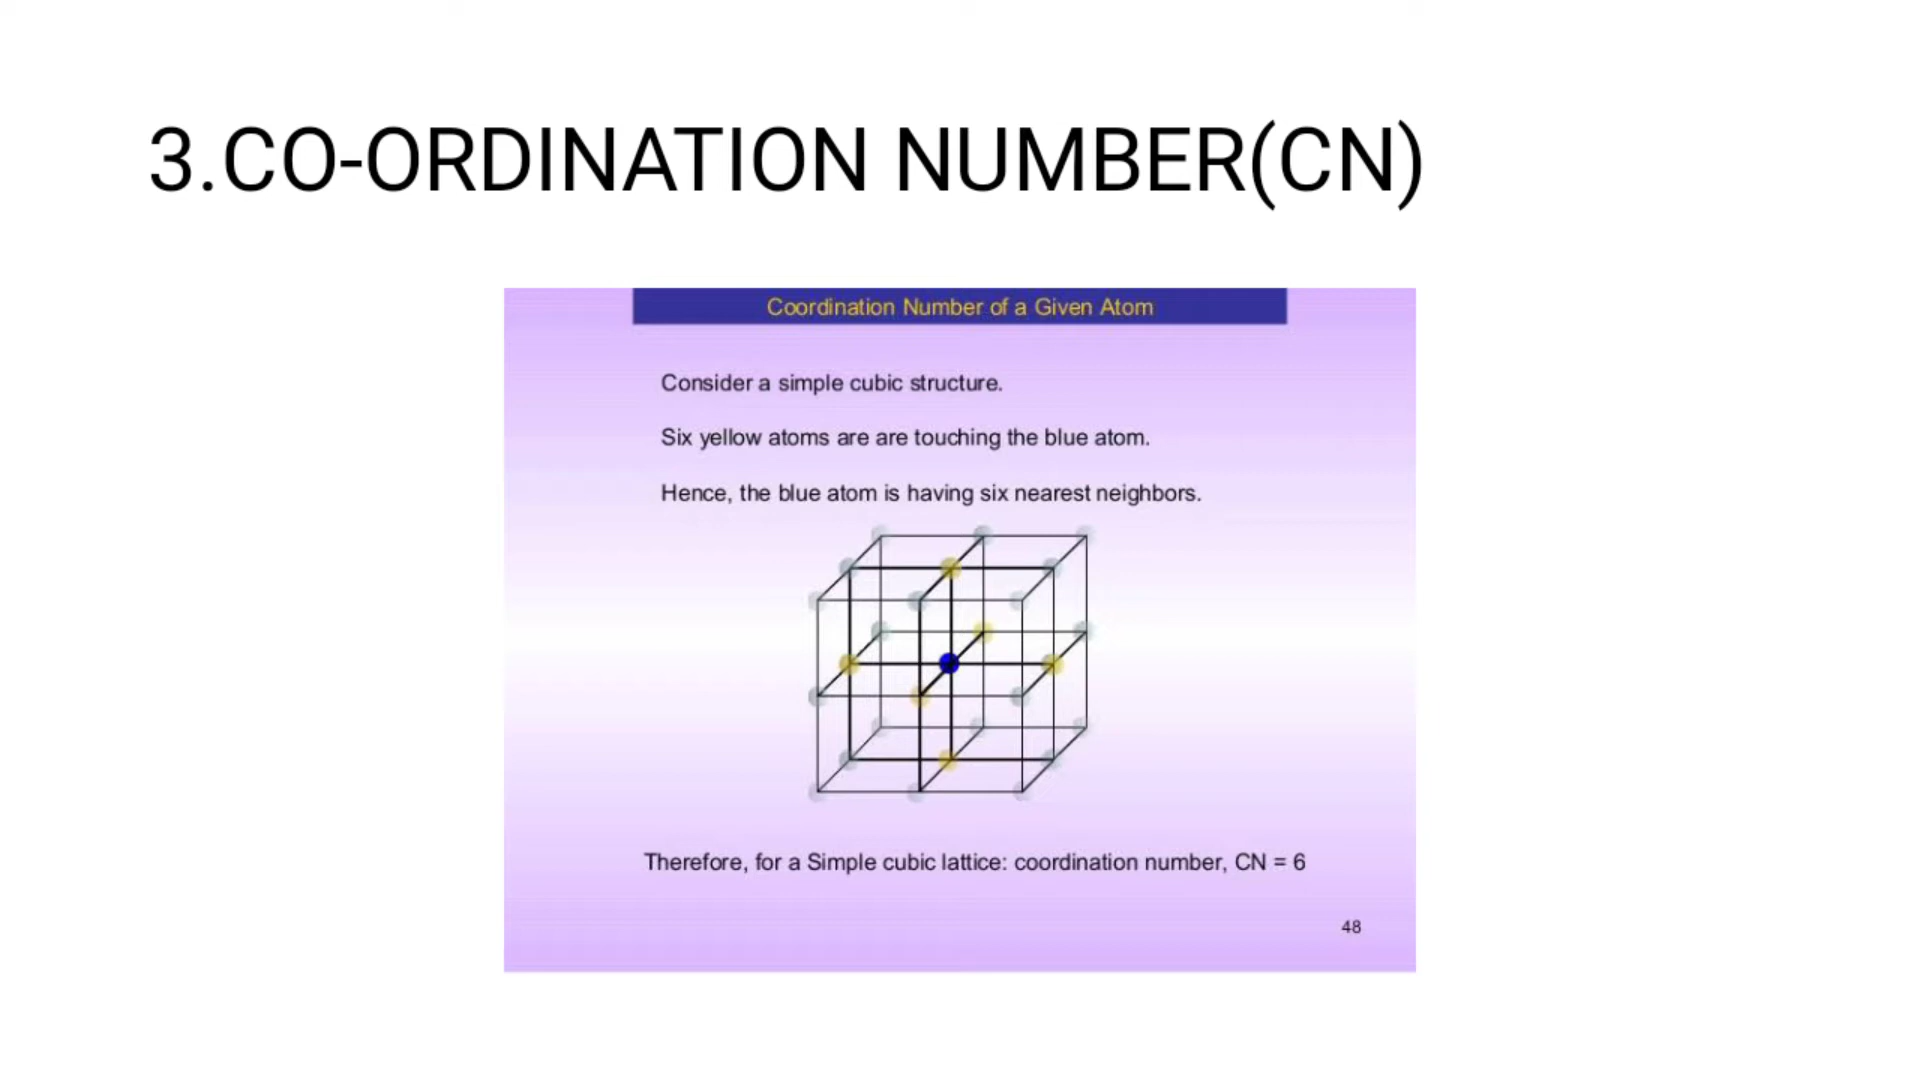 3.CO-ORDINATION NUMBER(CN)
Coordination Number of a Given Atom
Consider a simple cubic structure.
Six yellow atoms are are touching the blue atom.
Hence, the blue atom is having six nearest neighbors.
Therefore, for a Simple cubic lattice: coordination number, CN = 6
48